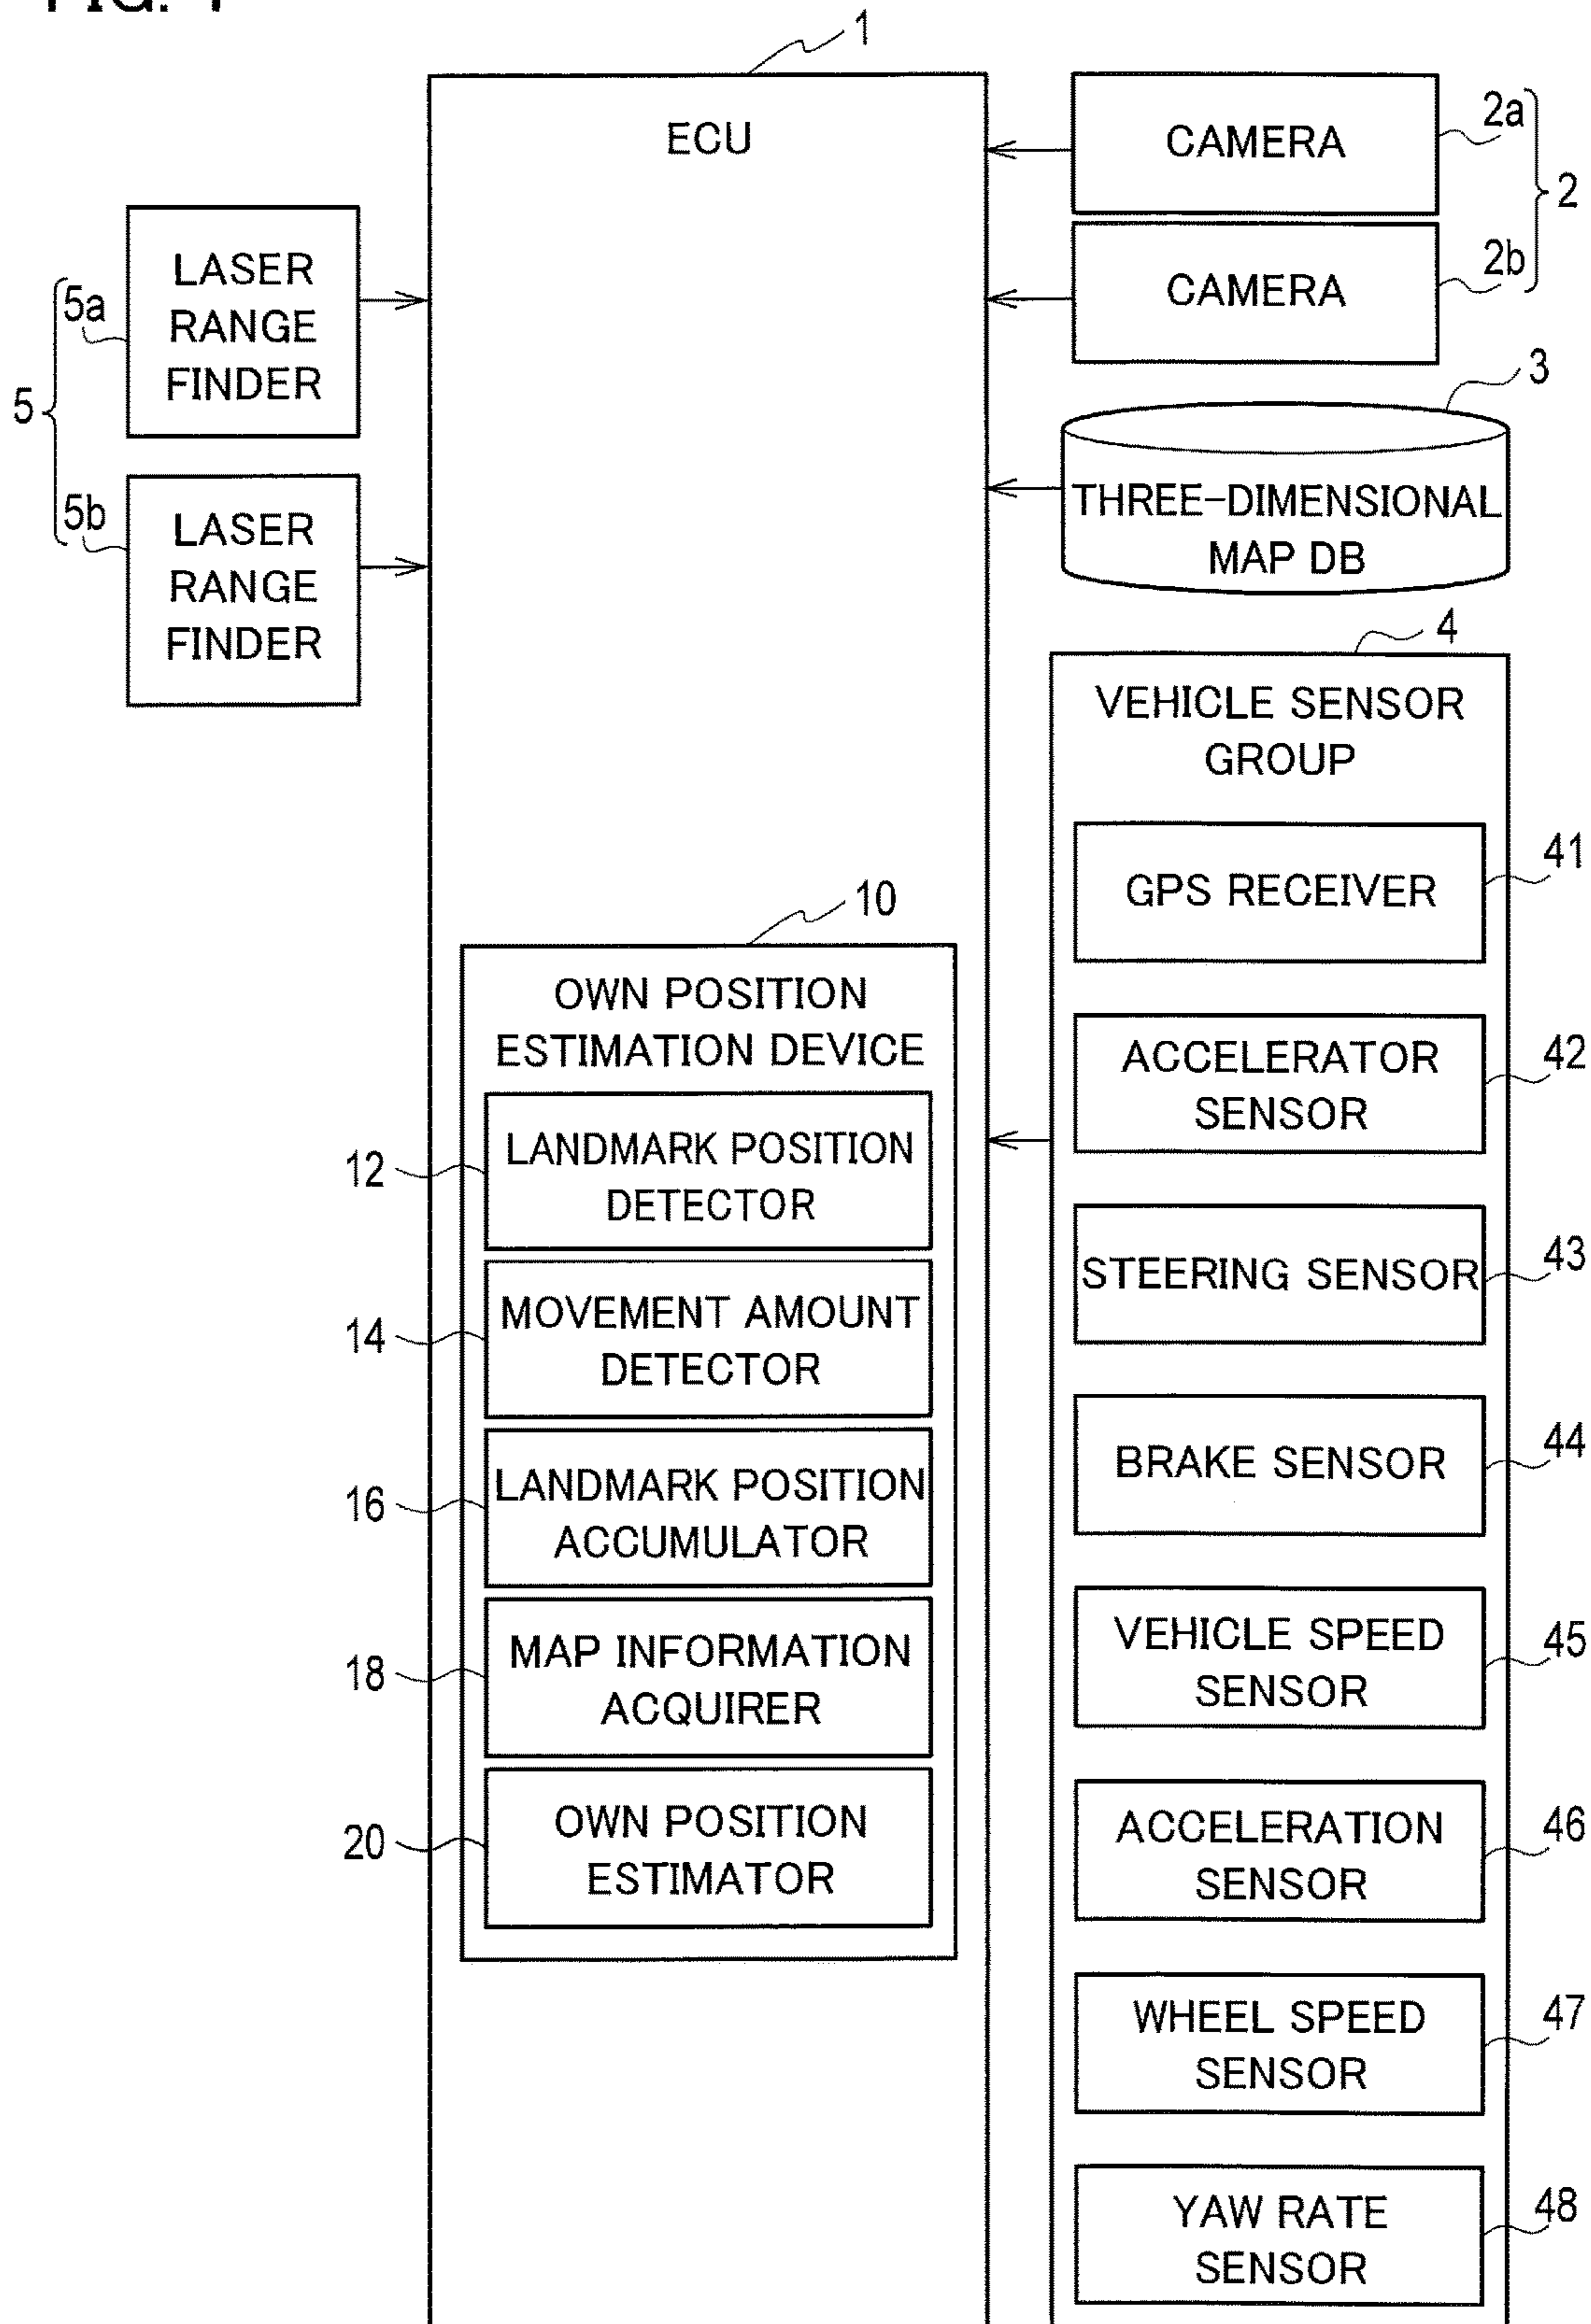 FIG. 1
1
ECU
CAMERA
2a
CAMERA
2b
2
LASER
RANGE
FINDER
5a
LASER
RANGE
FINDER
5b
5
3
THREE-DIMENSIONAL
MAP DB
4
VEHICLE SENSOR
GROUP
GPS RECEIVER
41
ACCELERATOR
SENSOR
42
STEERING SENSOR
43
BRAKE SENSOR
44
VEHICLE SPEED
SENSOR
45
ACCELERATION
SENSOR
46
WHEEL SPEED
SENSOR
47
YAW RATE
SENSOR
48
10
OWN POSITION
ESTIMATION DEVICE
12
LANDMARK POSITION
DETECTOR
14
MOVEMENT AMOUNT
DETECTOR
16
LANDMARK POSITION
ACCUMULATOR
18
MAP INFORMATION
ACQUIRER
20
OWN POSITION
ESTIMATOR